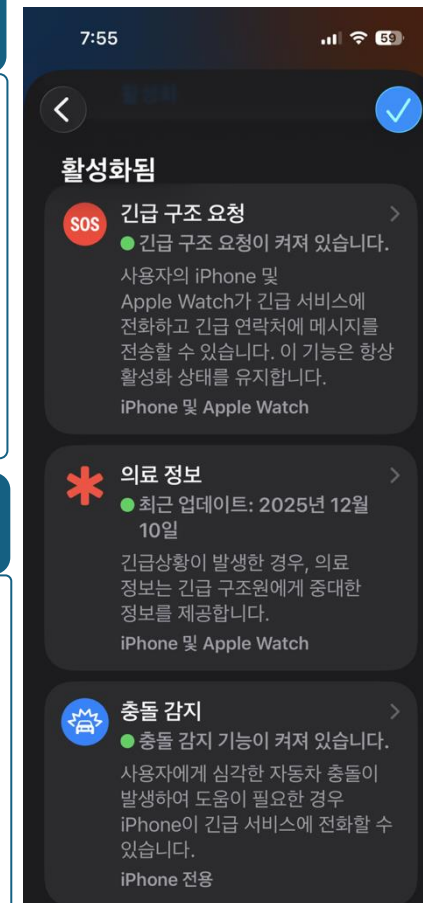 7:55
59
활성화됨
SOS
긴급 구조 요청
긴급 구조 요청이 켜져 있습니다.
사용자의 iPhone 및
Apple Watch가 긴급 서비스에
전화하고 긴급 연락처에 메시지를
전송할 수 있습니다. 이 기능은 항상
활성화 상태를 유지합니다.
iPhone 및 Apple Watch
의료 정보
최근 업데이트: 2025년 12월
10일
긴급상황이 발생한 경우, 의료
정보는 긴급 구조원에게 중대한
정보를 제공합니다.
iPhone 및 Apple Watch
충돌 감지
충돌 감지 기능이 켜져 있습니다.
사용자에게 심각한 자동차 충돌이
발생하여 도움이 필요한 경우
iPhone이 긴급 서비스에 전화할 수
있습니다.
iPhone 전용